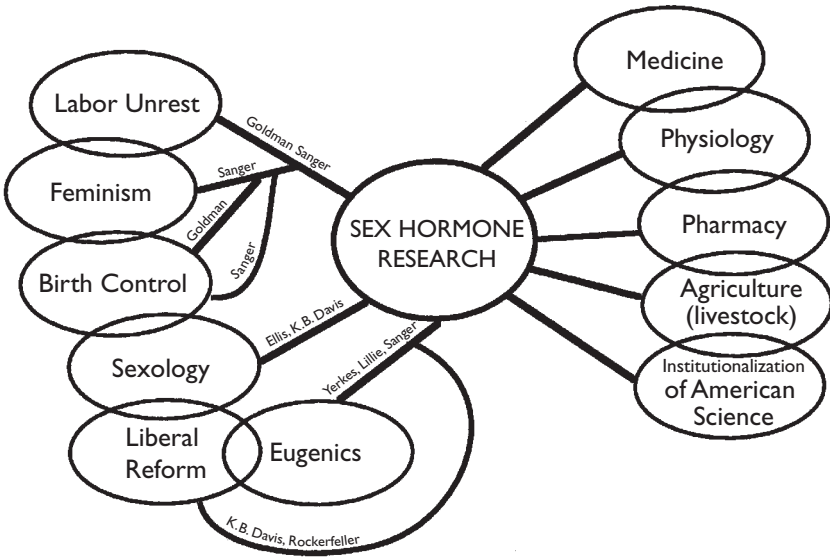 Labor Unrest
Goldman Sanger
Feminism
Sanger
Goldman
Birth Control
Sanger
Sexology
Ellis, K.B. Davis
Liberal
Reform
Eugenics
Yerkes, Lillie, Sanger
K.B. Davis, Rockerfeller
SEX HORMONE
RESEARCH
Medicine
Physiology
Pharmacy
Agriculture
(livestock)
Institutionalization
of American
Science